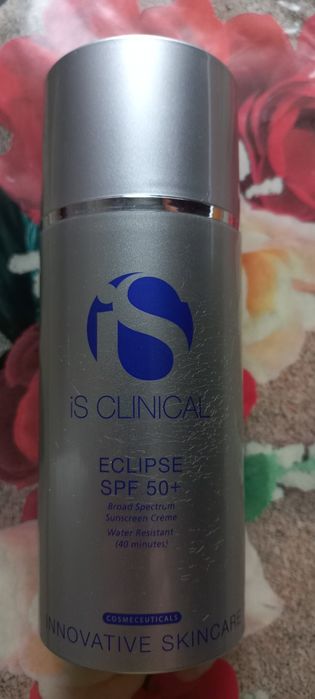 iS
iS CLINICAL
ECLIPSE
SPF 50+
Broad Spectrum
Sunscreen Crème
Water Resistant
(40 minutes)
COSMECEUTICALS
INNOVATIVE SKINCARE